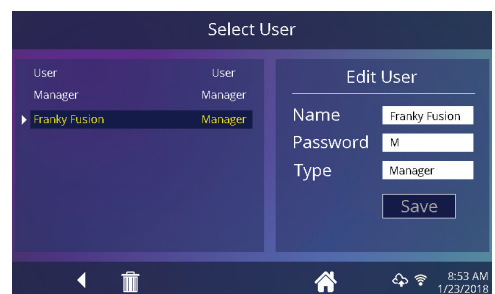 Select User
User User
Manager Manager
Franky Fusion Manager
Edit User
Name Franky Fusion
Password M
Type Manager
Save
8:53 AM
1/23/2018